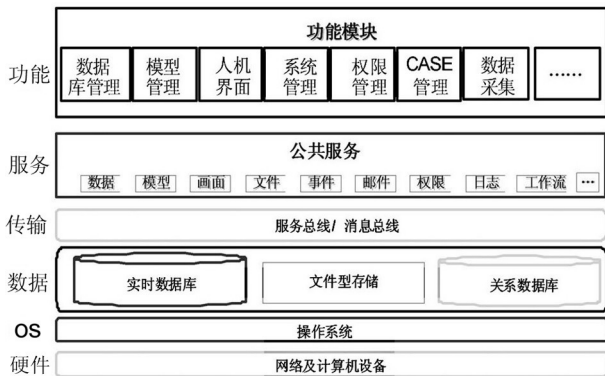 功能模块
功能
数据 模型 人机 系统 权限 CASE 数据 ......
库管理 管理 界面 管理 管理 管理 采集
公共服务
服务
数据 模型 画面 文件 事件 邮件 权限 日志 工作流 ...
传输 服务总线/ 消息总线
数据 实时数据库 文件型存储 关系数据库
OS 操作系统
硬件 网络及计算机设备